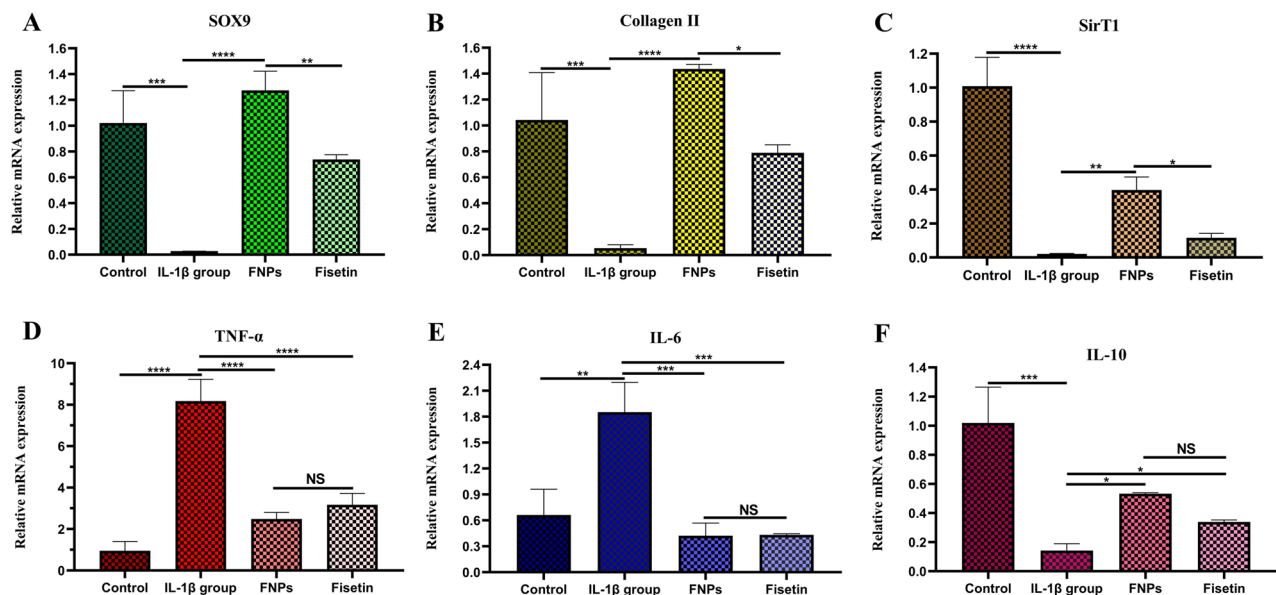 A
SOX9
Relative mRNA expression
1.6
1.4
1.2
1.0
0.8
0.6
0.4
0.2
0.0
***
****
**
Control IL-1β group FNPs Fisetin
B
Collagen II
Relative mRNA expression
1.6
1.4
1.2
1.0
0.8
0.6
0.4
0.2
0.0
***
****
*
Control IL-1β group FNPs Fisetin
C
SirT1
Relative mRNA expression
1.2
1.0
0.8
0.6
0.4
0.2
0.0
****
**
*
Control IL-1β group FNPs Fisetin
D
TNF-α
Relative mRNA expression
10
8
6
4
2
0
****
****
****
NS
Control IL-1β group FNPs Fisetin
E
IL-6
Relative mRNA expression
2.4
2.1
1.8
1.5
1.2
0.9
0.6
0.3
0.0
***
**
***
NS
Control IL-1β group FNPs Fisetin
F
IL-10
Relative mRNA expression
1.4
1.2
1.0
0.8
0.6
0.4
0.2
0.0
***
NS
*
*
Control IL-1β group FNPs Fisetin